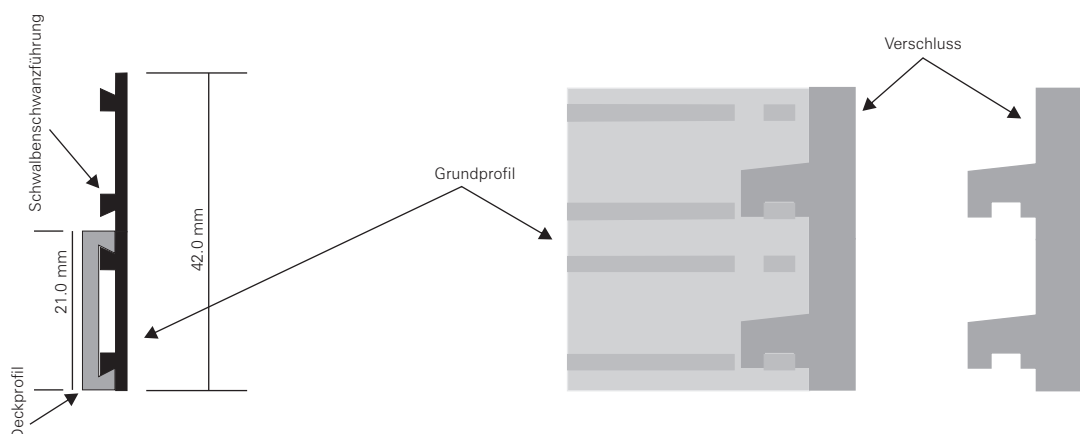 Schwalbenschwanzführung
Verschluss
Grundprofil
42.0 mm
21.0 mm
Deckprofil